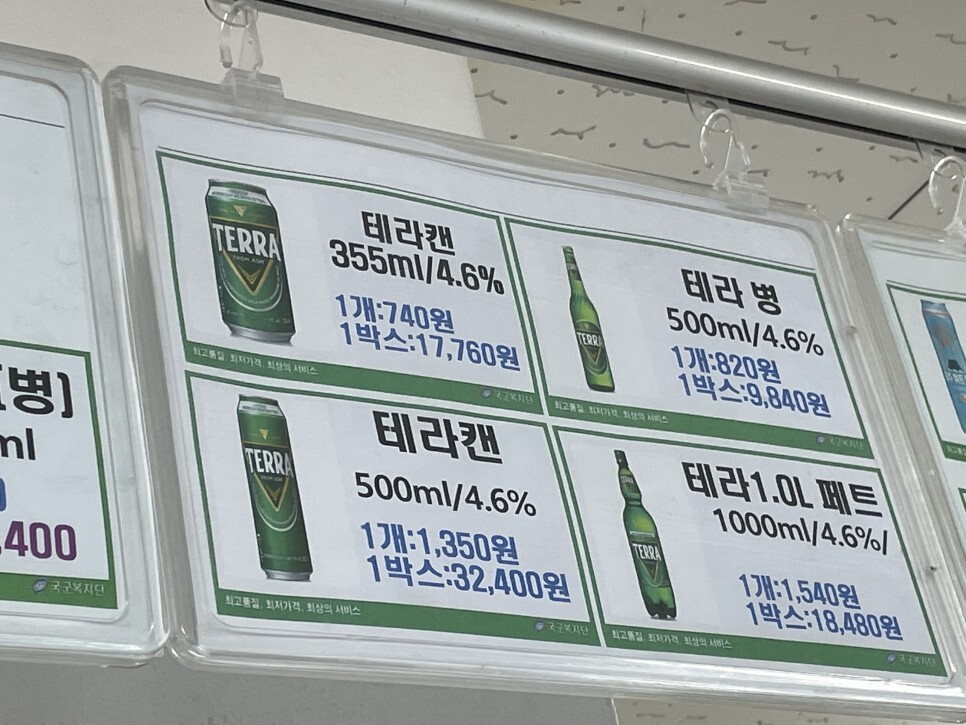 [병)
ml
,400
국군복지단
TERRA
테라캔
355ml/4.6%
1개:740원
1박스:17,760원
최고품질, 최저가격, 최상의 서비스
국군복지단
TERRA
테라 병
500ml/4.6%
1개:820원
1박스:9,840원
최고품질, 최저가격, 최상의 서비스
국군복지단
TERRA
테라캔
500ml/4.6%
1개:1,350원
1박스:32,400원
최고품질, 최저가격, 최상의 서비스
국군복지단
TERRA
테라1.0L 페트
1000ml/4.6%/
1개:1,540원
1박스:18,480원
최고품질, 최저가격, 최상의 서비스
국군복지단